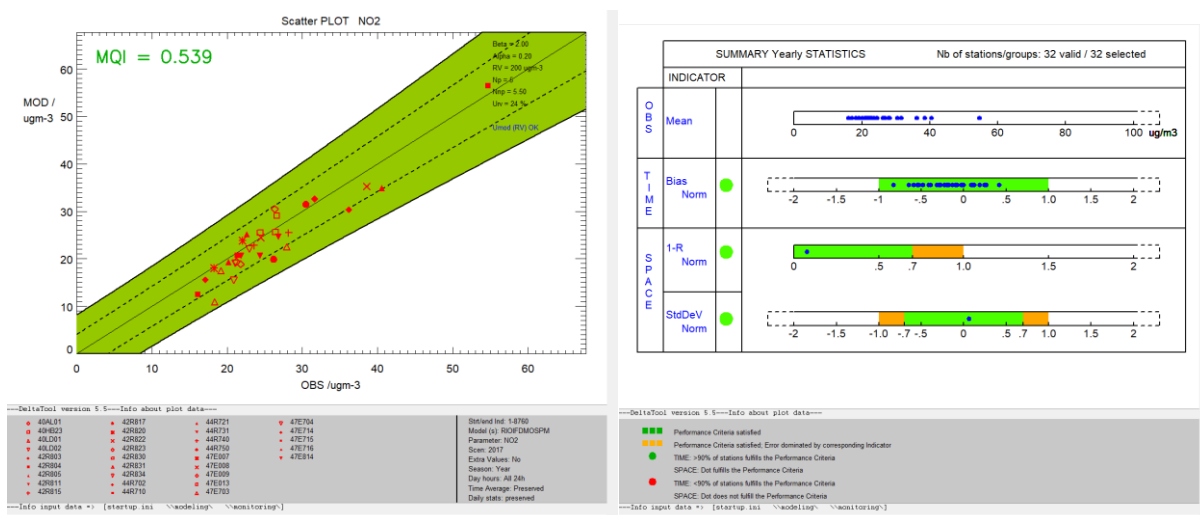 Scatter PLOT NO2
MQI = 0.539
Beta = 2.00
Alpha = 0.20
RV = 200 ugm-3
Np = 5
Nnp = 5.50
Urv = 24 %
Umod (RV) OK
MOD /
ugm-3
60
50
40
30
20
10
0
0 10 20 30 40 50 60
OBS /ugm-3
---DeltaTool version 5.5---Info about plot data---
40AL01 42R817 44R721 47E704
40HB23 42R820 44R731 47E714
40LD01 42R822 44R740 47E715
40LD02 42R823 44R750 47E716
42R803 42R830 47E007 47E814
42R804 42R831 47E008
42R805 42R834 47E009
42R811 44R702 47E013
42R815 44R710 47E703
Strt/end Ind: 1-8760
Model (s): RIOIFDMOSPM
Parameter: NO2
Scen: 2017
Extra Values: No
Season: Year
Day hours: All 24h
Time Average: Preserved
Daily stats: preserved
---Info input data => [startup.ini \\modeling\ \\monitoring\]
SUMMARY Yearly STATISTICS Nb of stations/groups: 32 valid / 32 selected
INDICATOR
OBS
Mean
0 20 40 60 80 100 ug/m3
TIME
Bias
Norm
-2 -1.5 -1 -.5 0 .5 1 1.5 2
SPACE
1-R
Norm
0 .5 .7 1.0 1.5 2
StdDeV
Norm
-2 -1.5 -1.0 -.7 -.5 0 .5 .7 1.0 1.5 2
---DeltaTool version 5.5---Info about plot data---
Performance Criteria satisfied
Performance Criteria satisfied, Error dominated by corresponding Indicator
TIME: >90% of stations fulfills the Performance Criteria
SPACE: Dot fulfills the Performance Criteria
TIME: <90% of stations fulfills the Performance Criteria
SPACE: Dot does not fulfill the Performance Criteria
---Info input data => [startup.ini \\modeling\ \\monitoring\]